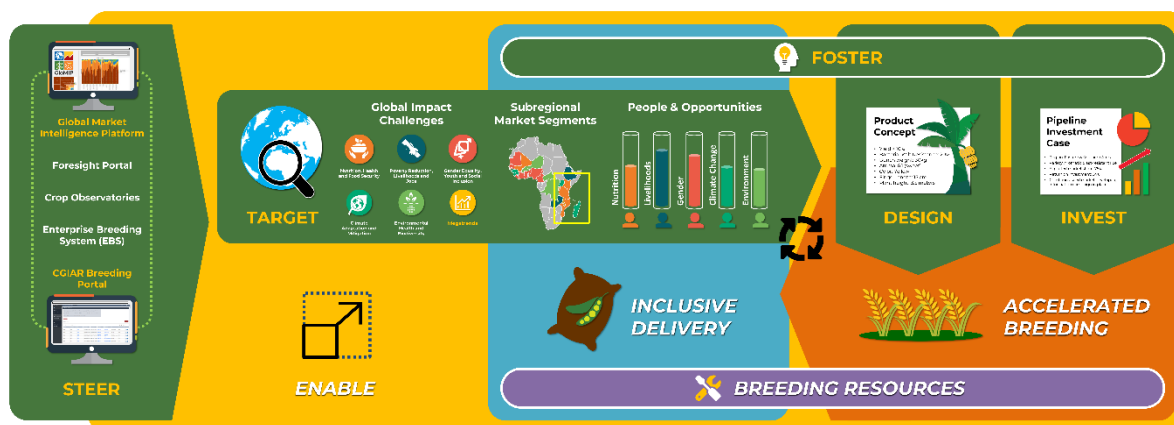 GloMIP
Global Market
Intelligence Platform
Foresight Portal
Crop Observatories
Enterprise Breeding
System (EBS)
CGIAR Breeding
Portal
STEER
TARGET
Global Impact
Challenges
Nutrition, Health
and Food Security
Poverty Reduction,
Livelihoods and
Jobs
Gender Equality,
Youth and Social
Inclusion
Climate
Adaptation and
Mitigation
Environmental
Health and
Biodiversity
Megatrends
Subregional
Market Segments
People & Opportunities
Nutrition
Livelihoods
Gender
Climate Change
Environment
FOSTER
Product
Concept
DESIGN
Pipeline
Investment
Case
INVEST
ENABLE
INCLUSIVE
DELIVERY
ACCELERATED
BREEDING
BREEDING RESOURCES